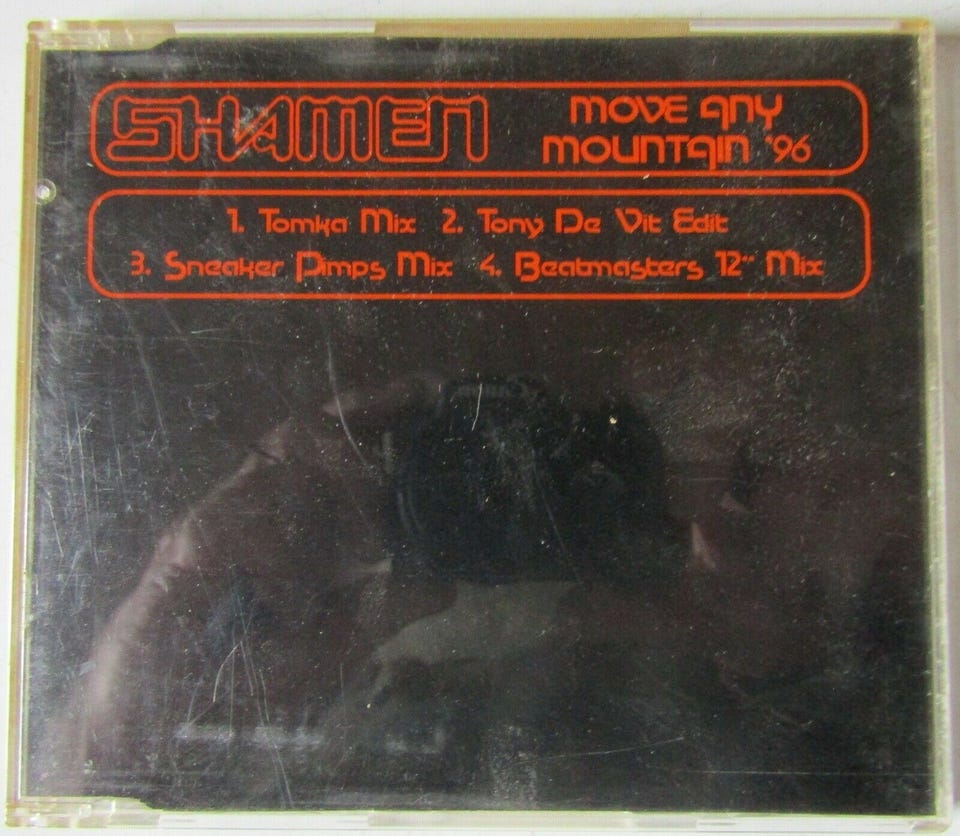 SHAMEN
MOVE ANY
MOUNTAIN '96
1. Tomka Mix 2. Tony De Vit Edit
3. Sneaker Pimps Mix 4. Beatmasters 12" Mix